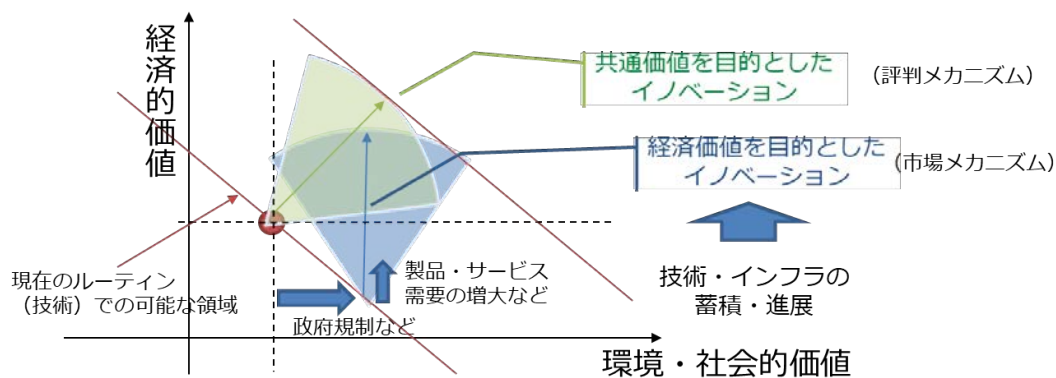 経済的価値
共通価値を目的とした
イノベーション
（評判メカニズム）
経済価値を目的とした
イノベーション
（市場メカニズム）
現在のルーティン
（技術）での可能な領域
製品・サービス
需要の増大など
政府規制など
技術・インフラの
蓄積・進展
環境・社会的価値